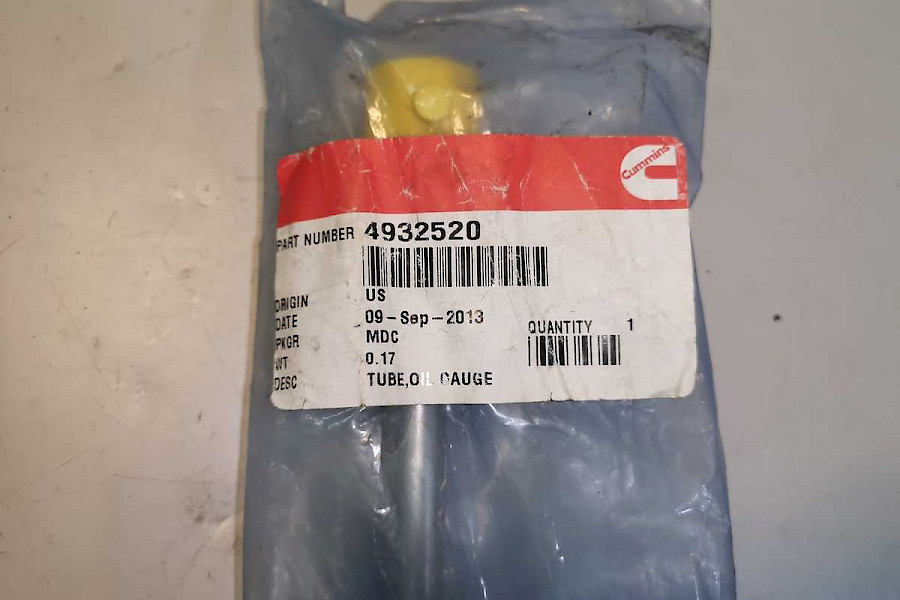 Cummins
PART NUMBER 4932520
ORIGIN US
DATE 09-Sep-2013
PKGR MDC
WT 0.17
QUANTITY 1
DESC TUBE,OIL GAUGE